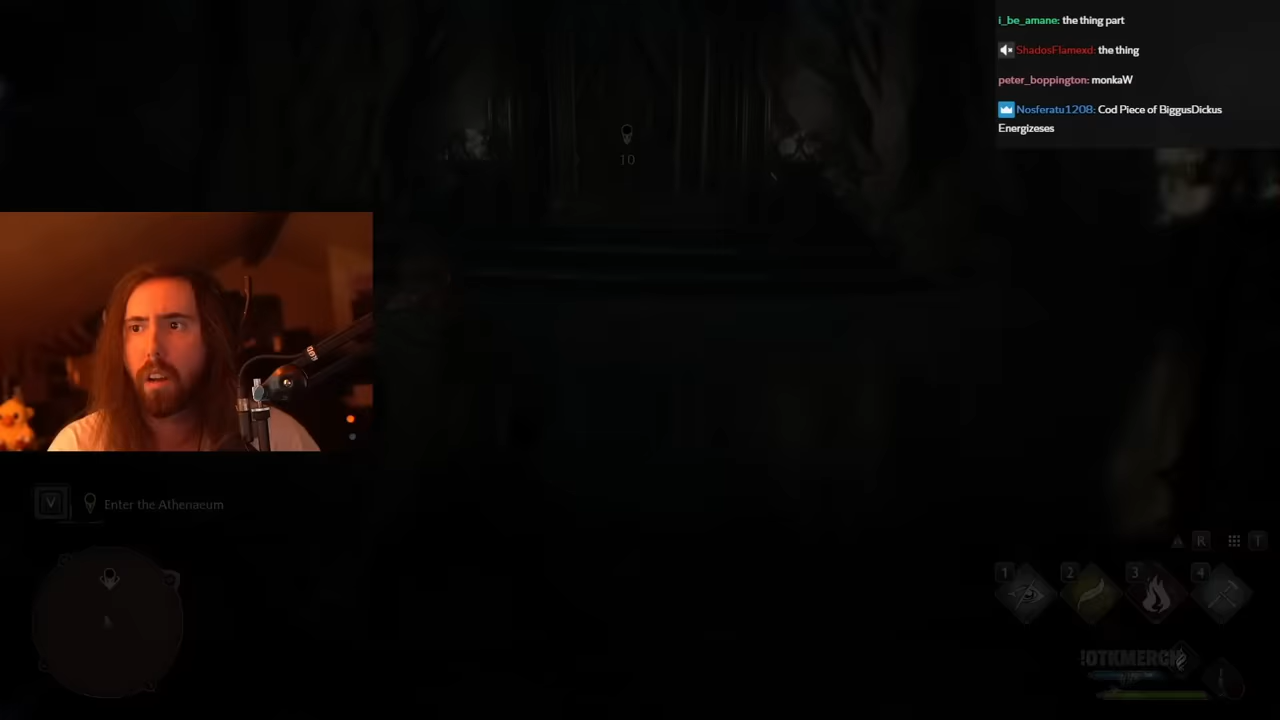 i_be_amane: the thing part
ShadosFlamexd: the thing
peter_boppington: monkaW
Nosferatu1208: Cod Piece of BiggusDickus
Energizeses
10
V Enter the Athenaeum
R T
1 2 3 4
!OTKMERCH